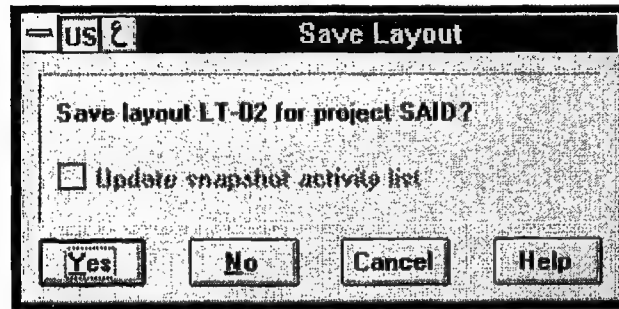 US ع Save Layout
Save layout LT-02 for project SAID?
Update snapshot activity list
Yes No Cancel Help